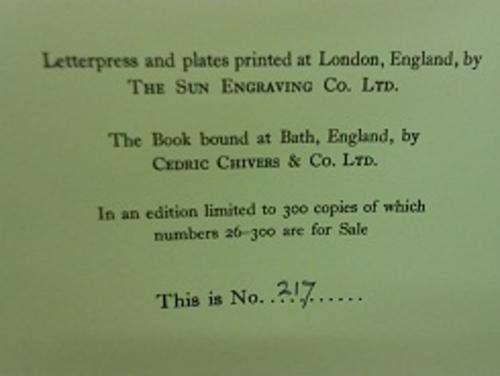 Letterpress and plates printed at London, England, by
THE SUN ENGRAVING CO. LTD.
The Book bound at Bath, England, by
CEDRIC CHIVERS & CO. LTD.
In an edition limited to 300 copies of which
numbers 26-300 are for Sale
This is No. .217......